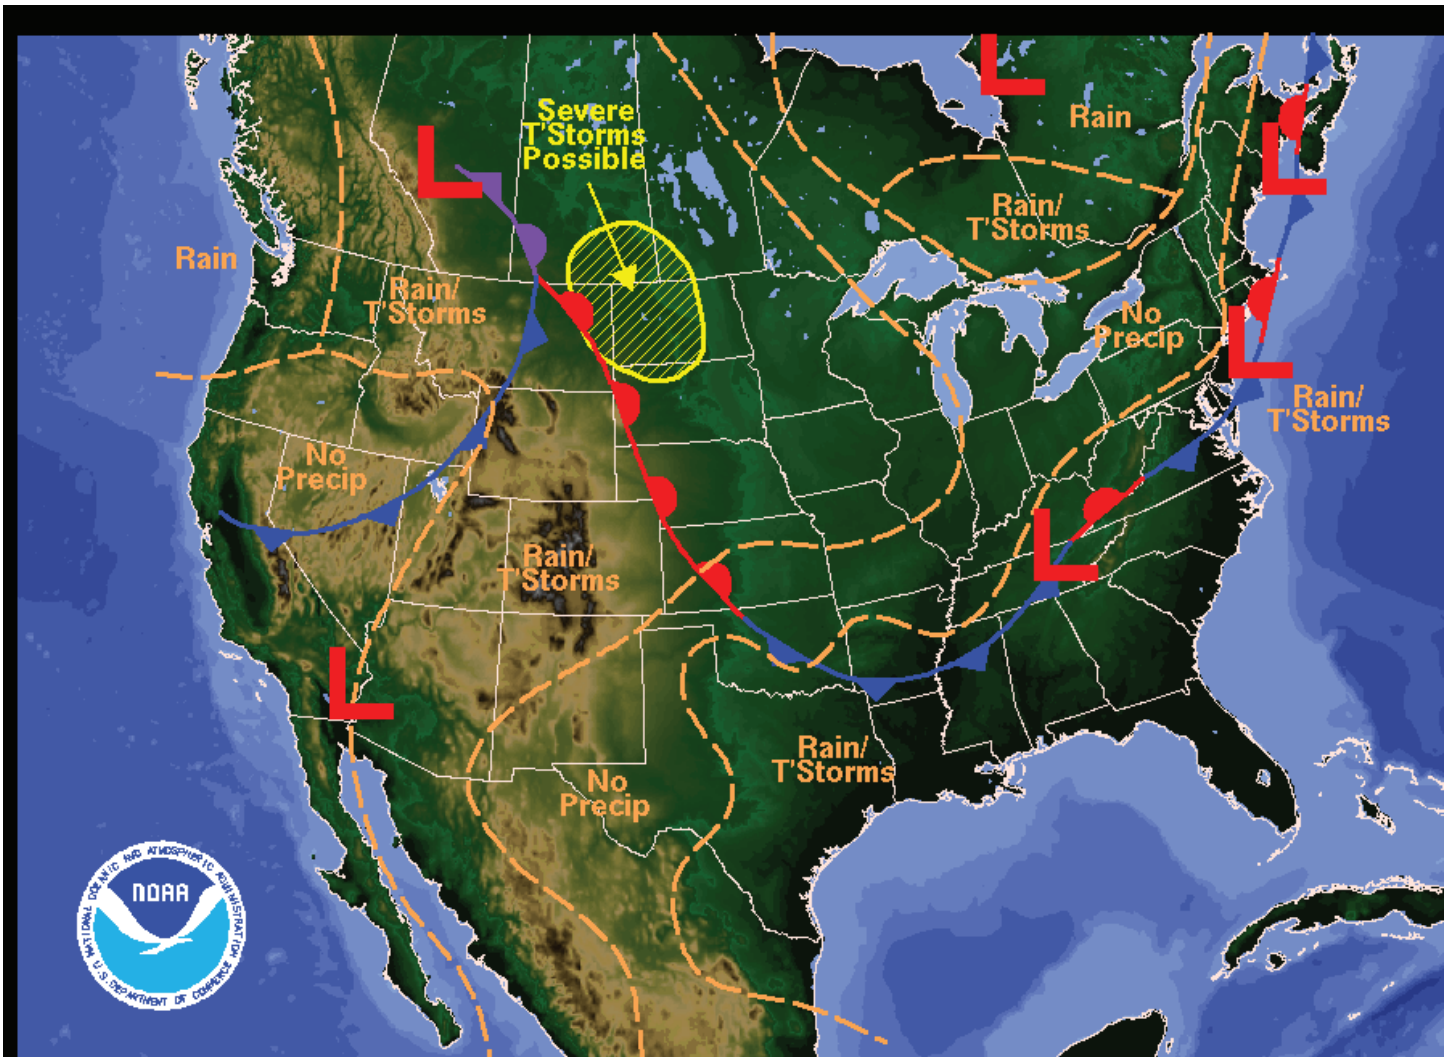 L
Severe
T'Storms
Possible
L
Rain
Rain/
T'Storms
L
Rain
Rain/
T'Storms
No
Precip
L
Rain/
T'Storms
No
Precip
L
Rain/
T'Storms
L
Rain/
T'Storms
No
Precip
NATIONAL OCEANIC AND ATMOSPHERIC ADMINISTRATION
NOAA
U.S. DEPARTMENT OF COMMERCE